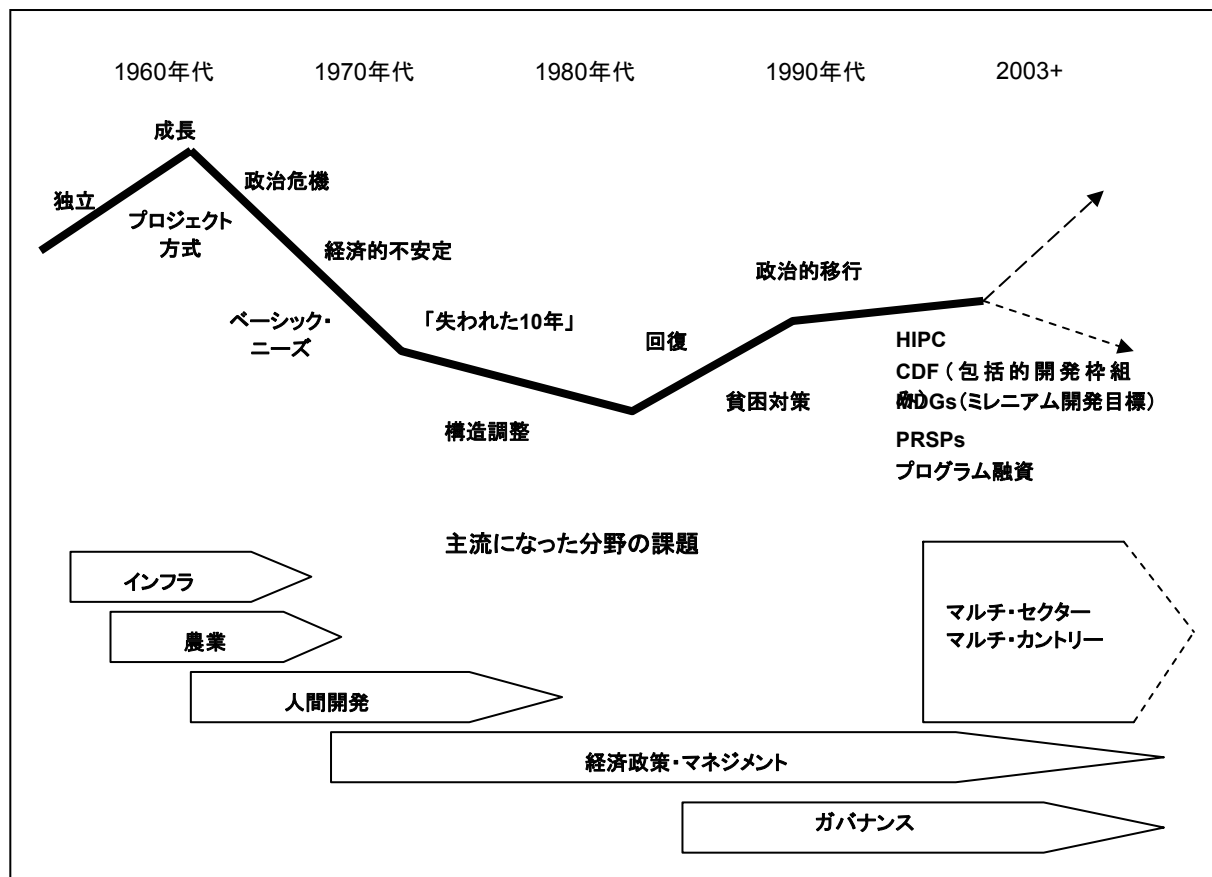 1960年代
1970年代
1980年代
1990年代
2003+
成長
独立
政治危機
プロジェクト
方式
経済的不安定
政治的移行
ベーシック・
ニーズ
「失われた10年」
回復
貧困対策
構造調整
HIPC
CDF(包括的開発枠組
MDGs(ミレニアム開発目標)
PRSPs
プログラム融資
主流になった分野の課題
インフラ
農業
人間開発
マルチ・セクター
マルチ・カントリー
経済政策・マネジメント
ガバナンス